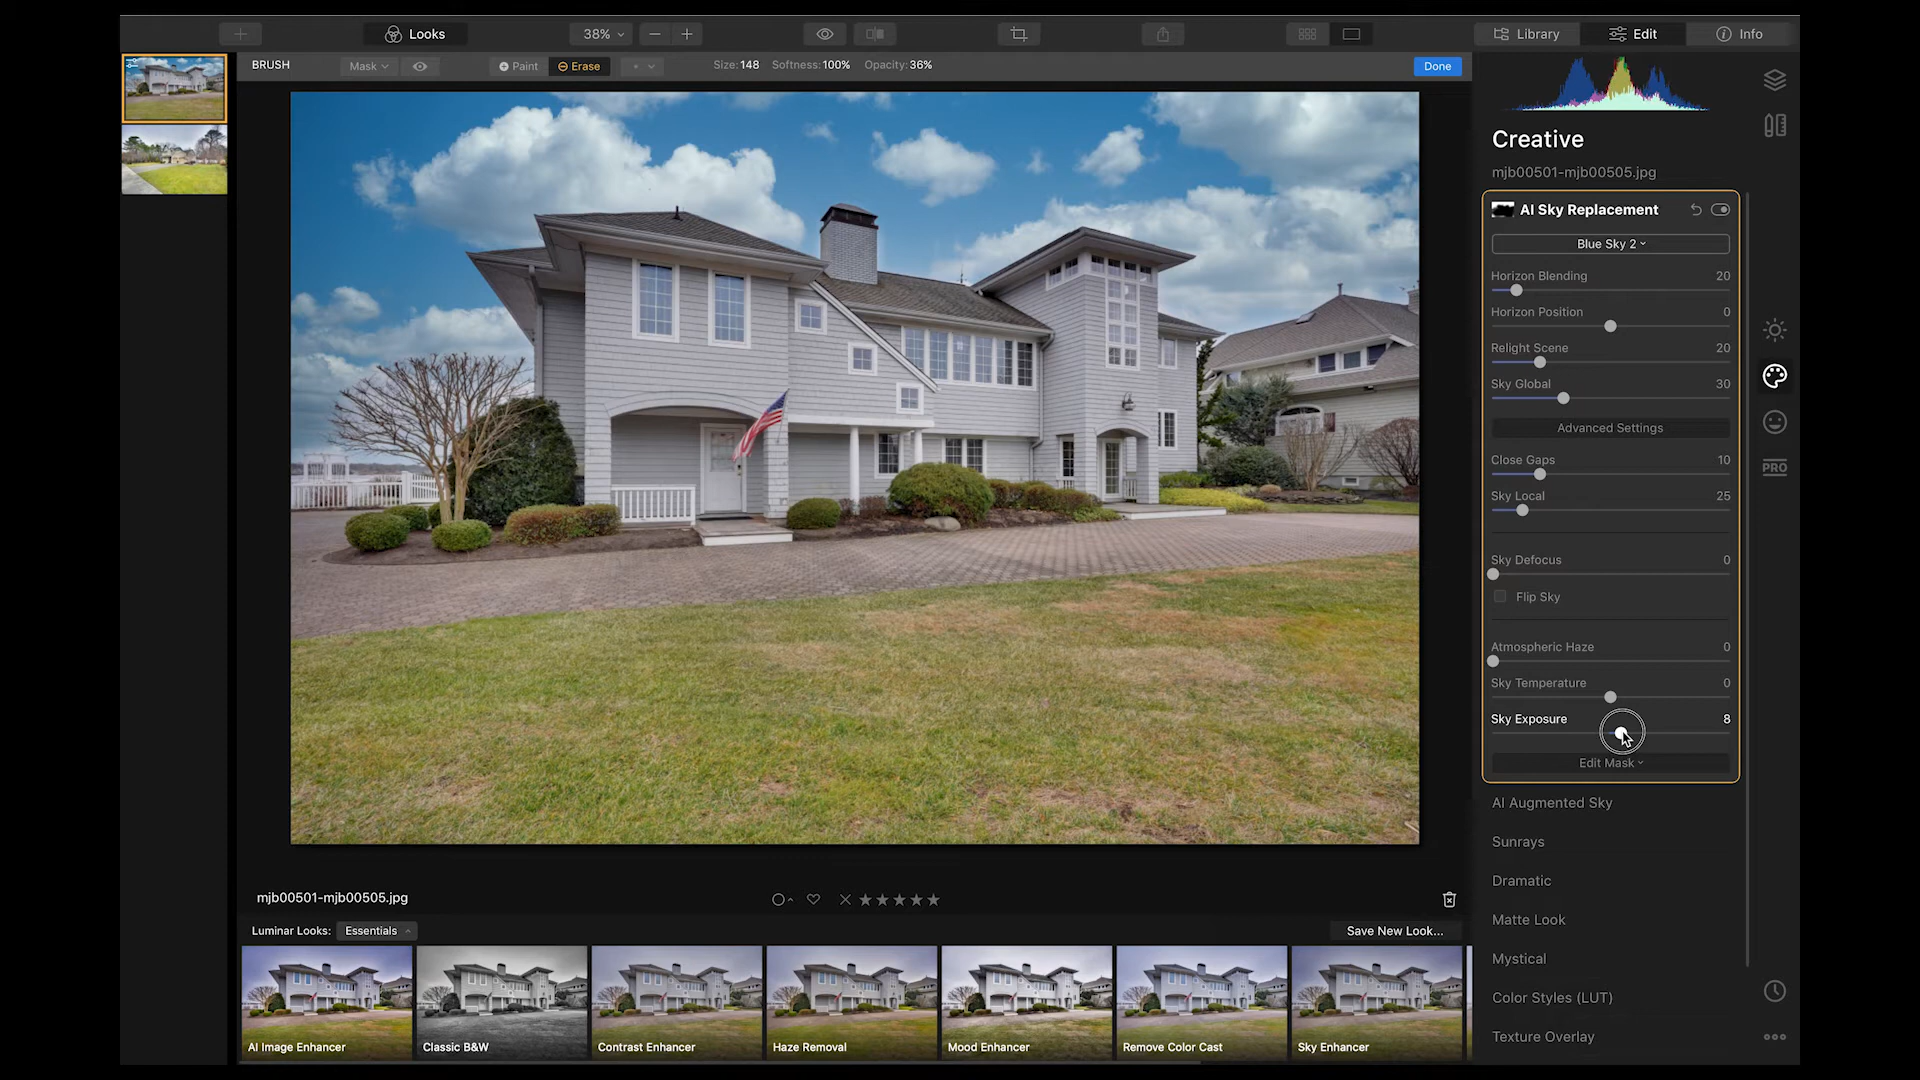 Looks
38%
Library
Edit
Info
BRUSH
Mask
Paint
Erase
Size: 148
Softness: 100%
Opacity: 36%
Done
Creative
mjb00501-mjb00505.jpg
AI Sky Replacement
Blue Sky 2
Horizon Blending 20
Horizon Position 0
Relight Scene 20
Sky Global 30
Advanced Settings
Close Gaps 10
Sky Local 25
Sky Defocus 0
Flip Sky
Atmospheric Haze 0
Sky Temperature 0
Sky Exposure 8
Edit Mask
AI Augmented Sky
Sunrays
Dramatic
Matte Look
Mystical
Color Styles (LUT)
Texture Overlay
PRO
mjb00501-mjb00505.jpg
Luminar Looks: Essentials
Save New Look...
AI Image Enhancer
Classic B&W
Contrast Enhancer
Haze Removal
Mood Enhancer
Remove Color Cast
Sky Enhancer